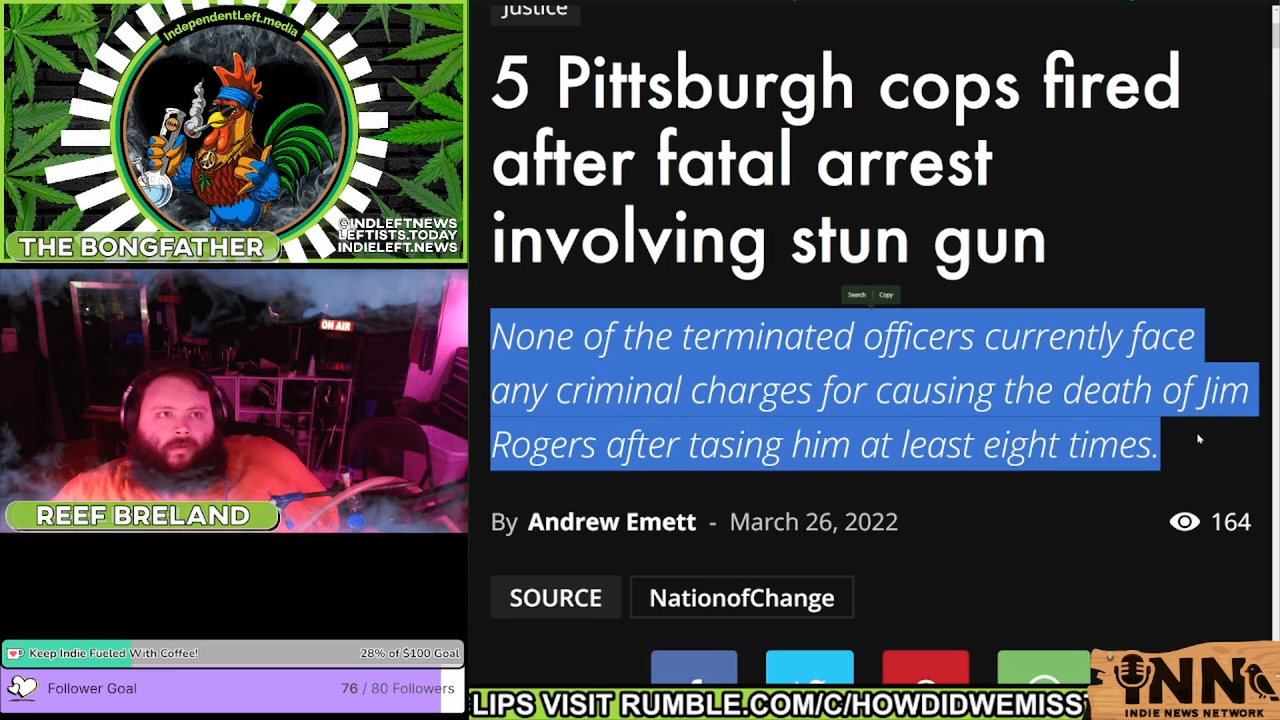 IndependentLeft.media
@INDLEFTNEWS
LEFTISTS.TODAY
INDIELEFT.NEWS
THE BONGFATHER
ON AIR
REEF BRELAND
Keep Indie Fueled With Coffee!
28% of $100 Goal
Follower Goal
76 / 80 Followers
Justice
5 Pittsburgh cops fired
after fatal arrest
involving stun gun
Search
Copy
None of the terminated officers currently face
any criminal charges for causing the death of Jim
Rogers after tasing him at least eight times.
By Andrew Emett - March 26, 2022
164
SOURCE
NationofChange
LIPS VISIT RUMBLE.COM/C/HOWDIDWEMISS
INN
INDIE NEWS NETWORK